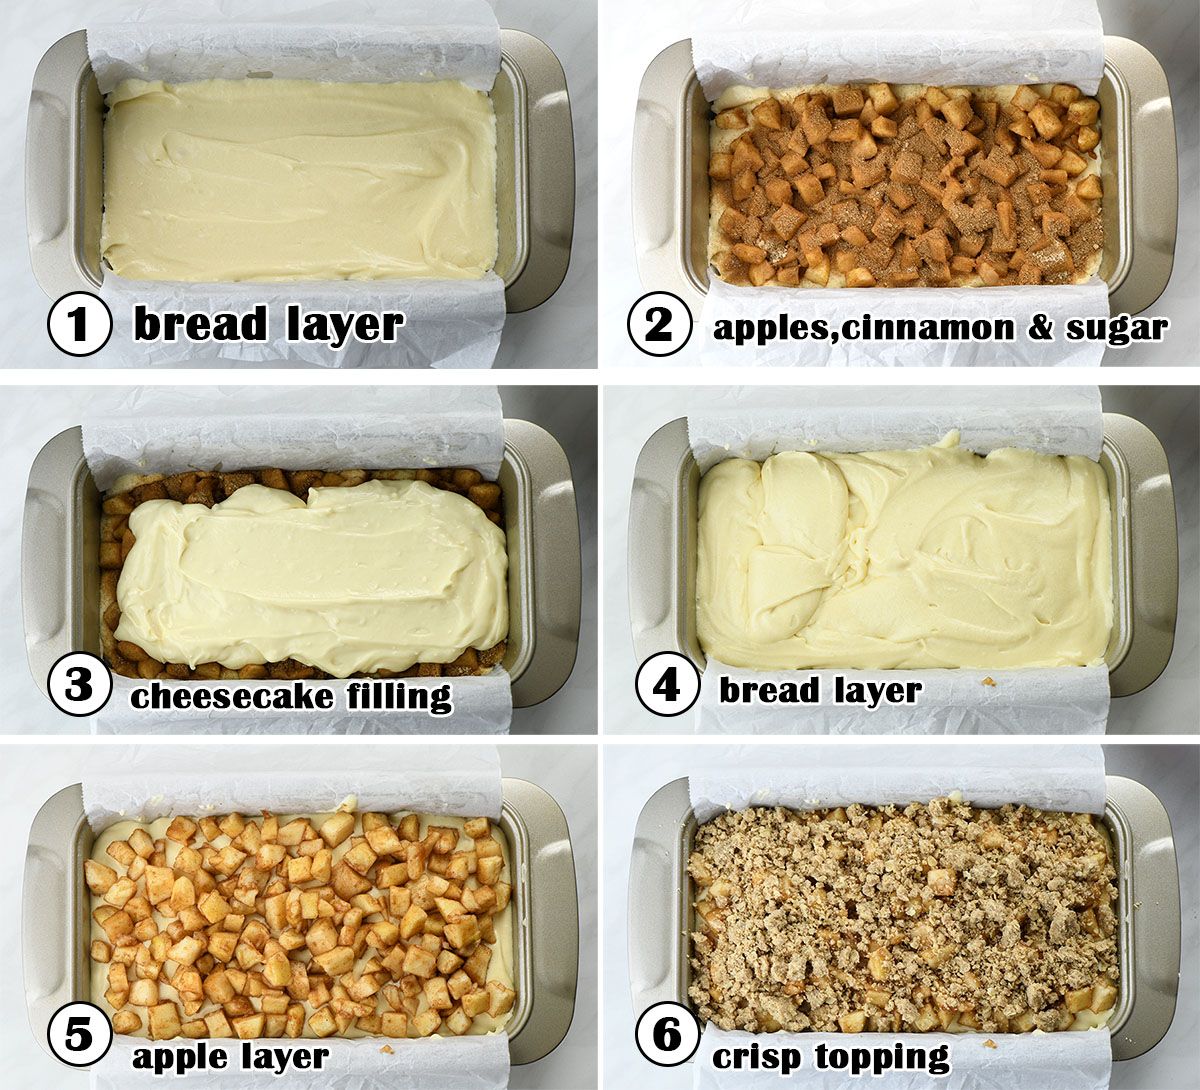 1 bread layer
2 apples,cinnamon & sugar
3 cheesecake filling
4 bread layer
5 apple layer
6 crisp topping